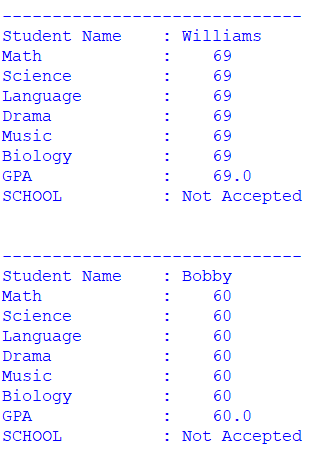 ------------------------------
Student Name    : Williams
Math            :    69
Science         :    69
Language        :    69
Drama           :    69
Music           :    69
Biology         :    69
GPA             :    69.0
SCHOOL          : Not Accepted
------------------------------
Student Name    : Bobby
Math            :    60
Science         :    60
Language        :    60
Drama           :    60
Music           :    60
Biology         :    60
GPA             :    60.0
SCHOOL          : Not Accepted